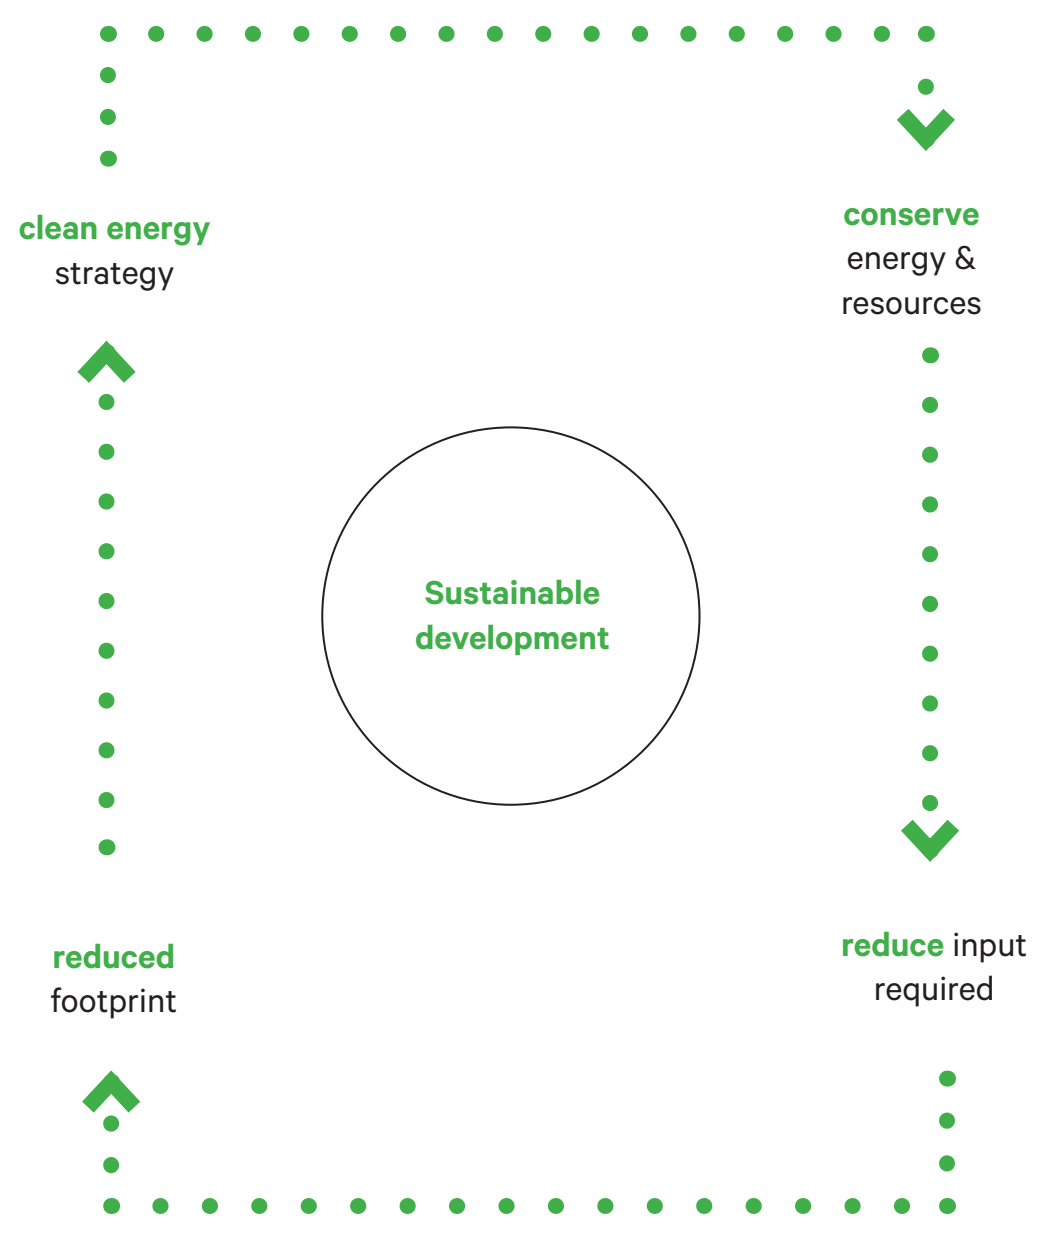 clean energy
strategy
conserve
energy &
resources
Sustainable
development
reduced
footprint
reduce input
required